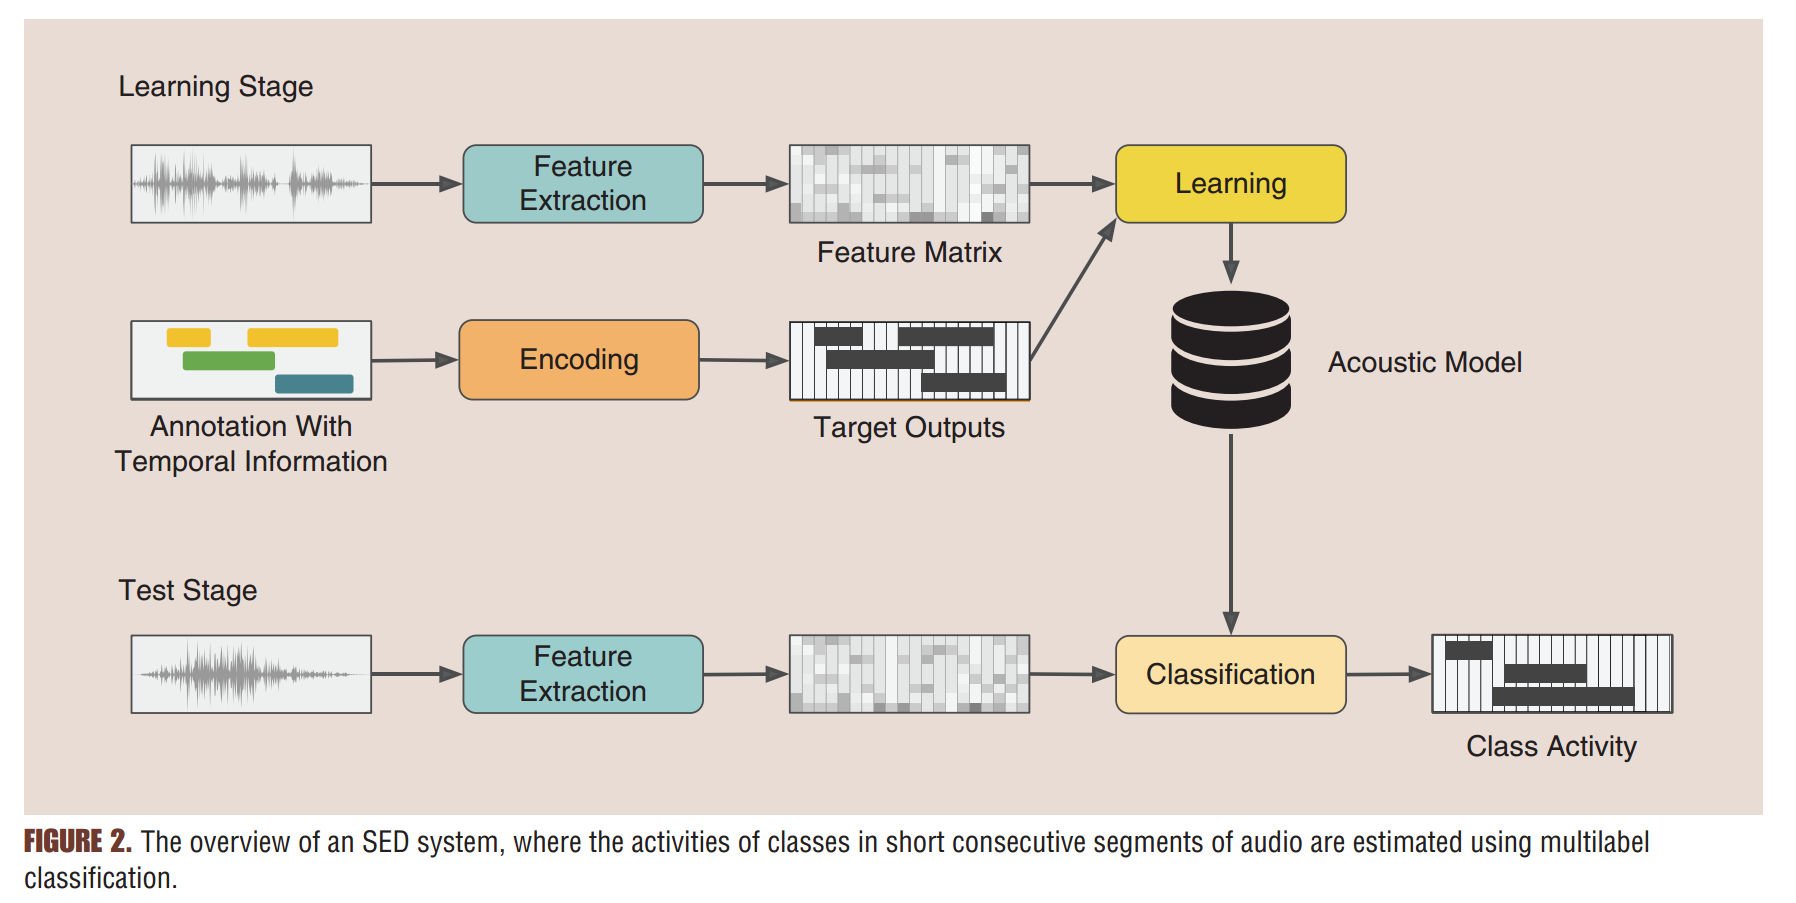 Learning Stage
Feature
Extraction
Feature Matrix
Learning
Encoding
Annotation With
Temporal Information
Target Outputs
Acoustic Model
Test Stage
Feature
Extraction
Classification
Class Activity
FIGURE 2. The overview of an SED system, where the activities of classes in short consecutive segments of audio are estimated using multilabel
classification.